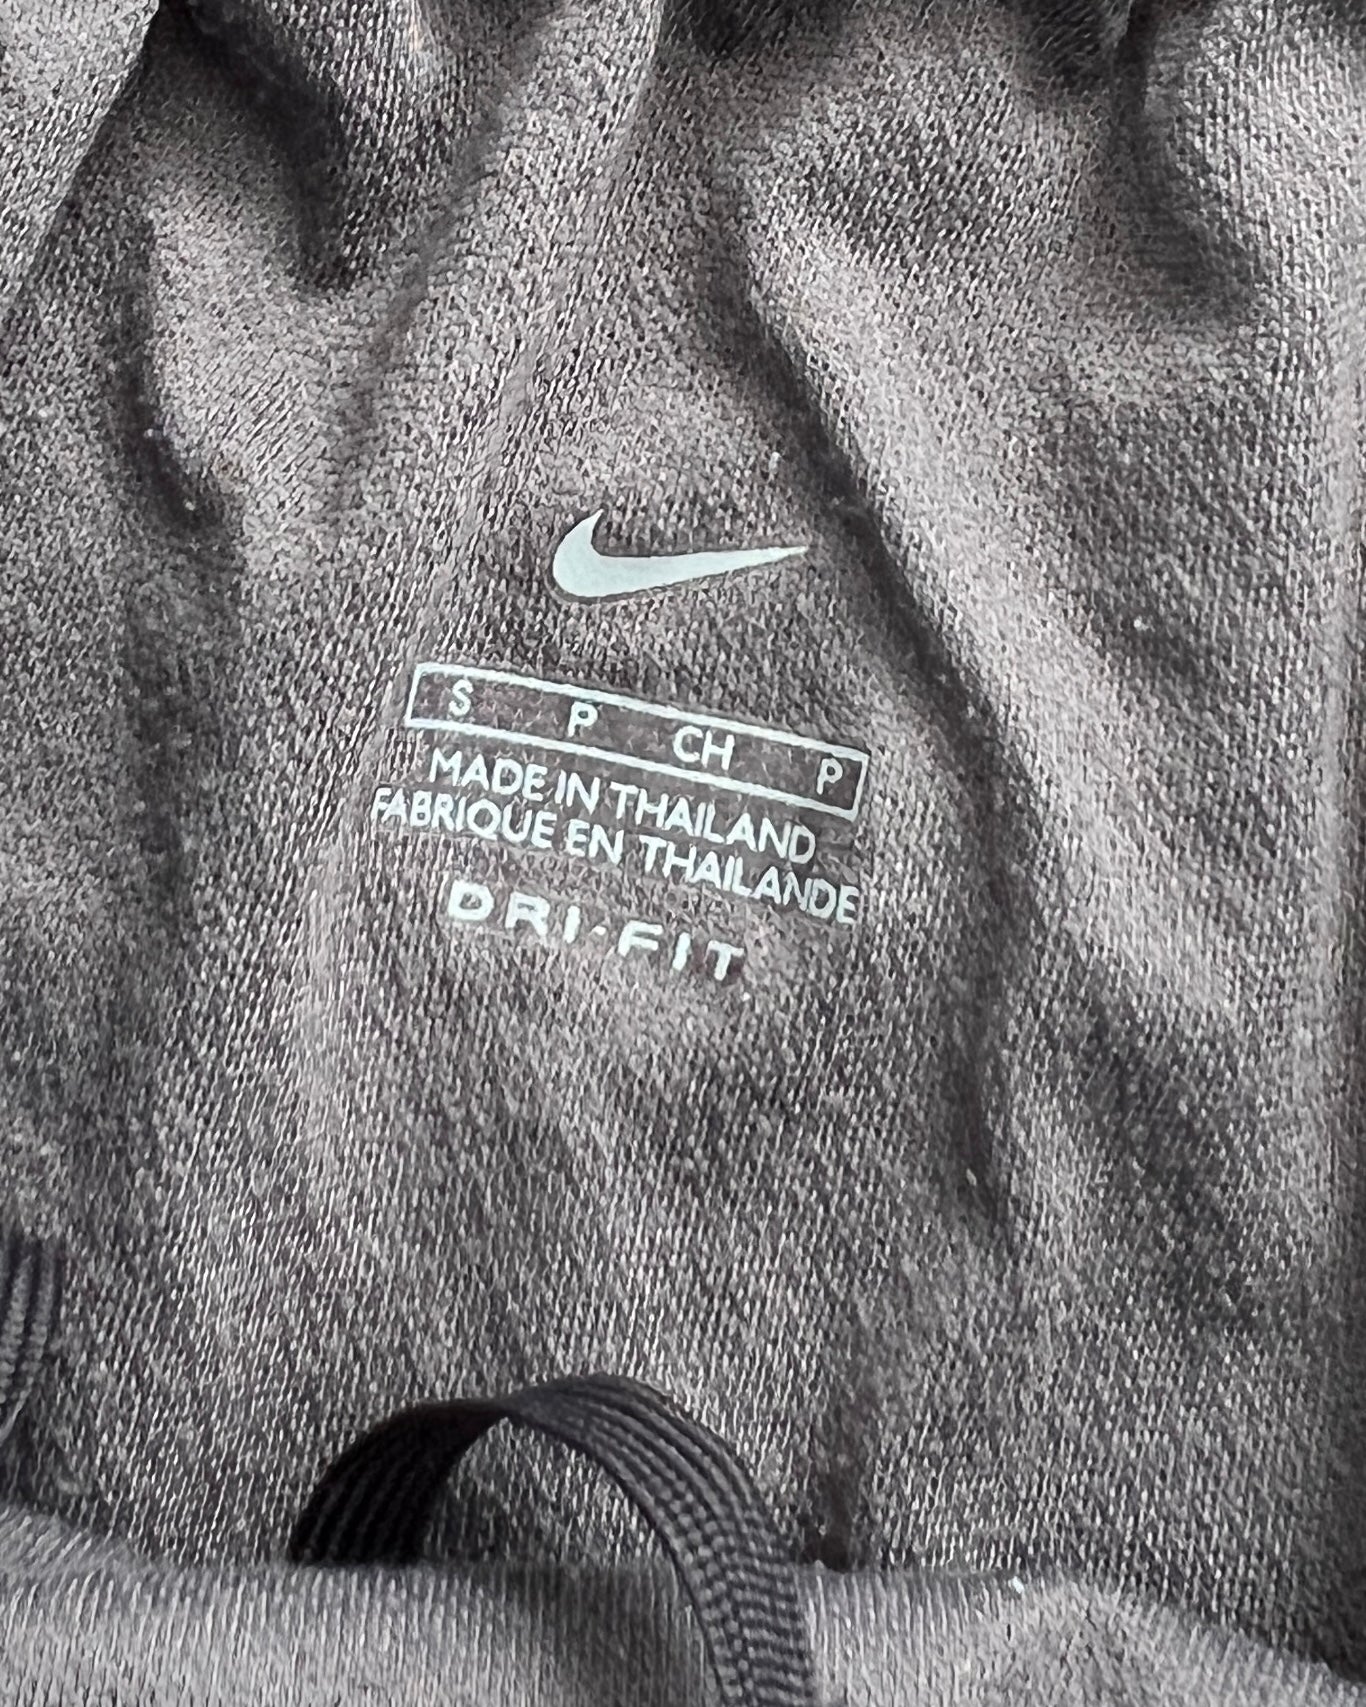 S P CH P
MADE IN THAILAND
FABRIQUE EN THAILANDE
DRI-FIT